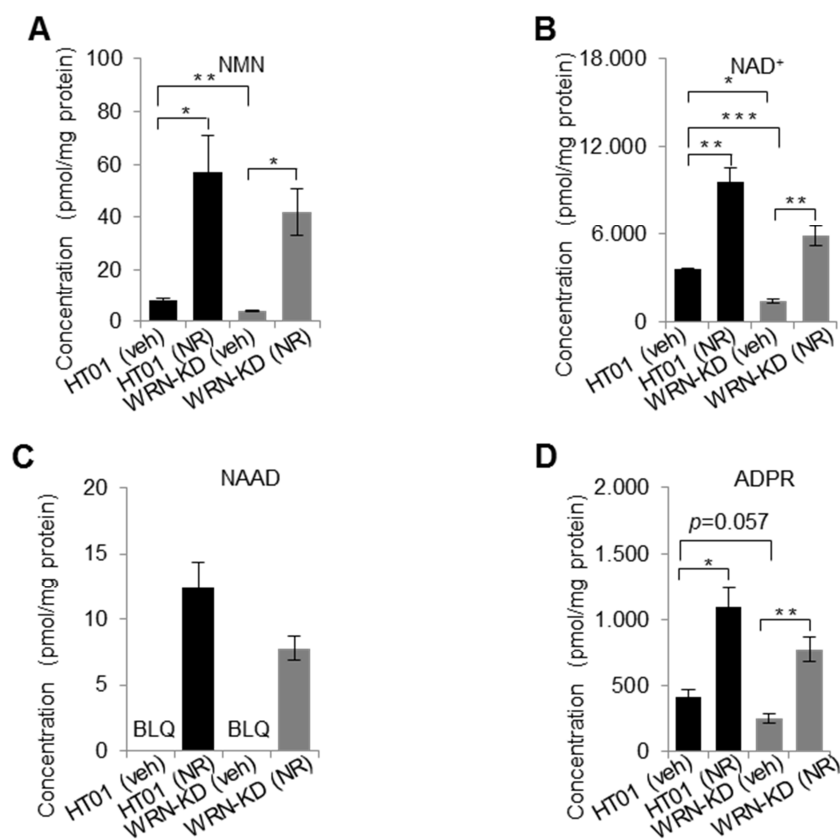 A
NMN
Concentration (pmol/mg protein)
100
80
60
40
20
0
* *
*
*
HT01 (veh)
HT01 (NR)
WRN-KD (veh)
WRN-KD (NR)
B
NAD⁺
Concentration (pmol/mg protein)
18.000
12.000
6.000
0
*
* * *
* *
* *
HT01 (veh)
HT01 (NR)
WRN-KD (veh)
WRN-KD (NR)
C
NAAD
Concentration (pmol/mg protein)
20
15
10
5
0
BLQ
BLQ
HT01 (veh)
HT01 (NR)
WRN-KD (veh)
WRN-KD (NR)
D
ADPR
Concentration (pmol/mg protein)
2.000
1.500
1.000
500
0
p=0.057
*
* *
HT01 (veh)
HT01 (NR)
WRN-KD (veh)
WRN-KD (NR)